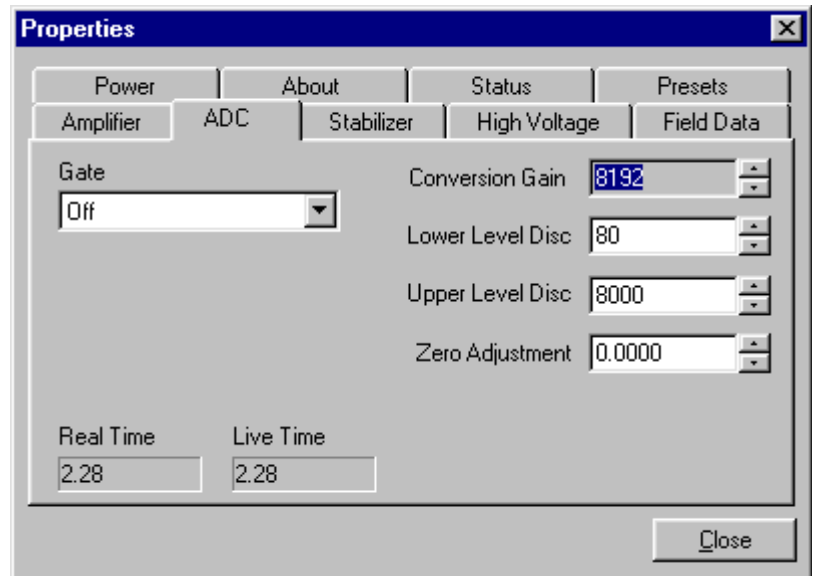 Properties
Power About Status Presets
Amplifier ADC Stabilizer High Voltage Field Data
Gate
Off
Conversion Gain 8192
Lower Level Disc 80
Upper Level Disc 8000
Zero Adjustment 0.0000
Real Time Live Time
2.28 2.28
Close